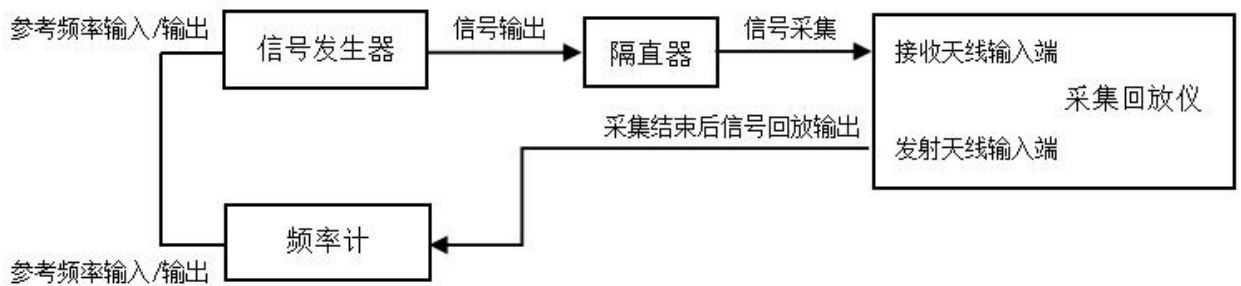 参考频率输入/输出
信号发生器
信号输出
隔直器
信号采集
接收天线输入端
采集回放仪
发射天线输入端
采集结束后信号回放输出
频率计
参考频率输入/输出